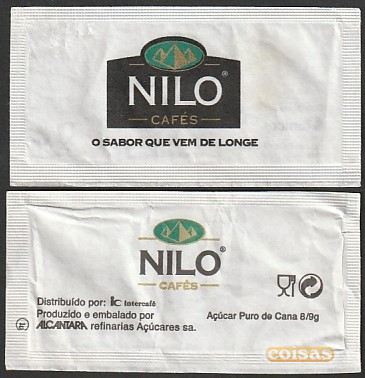 NILO®
CAFÉS
O SABOR QUE VEM DE LONGE
NILO®
CAFÉS
Distribuído por: ic Intercafé
Produzido e embalado por
ALCANTARA refinarias Açúcares sa.
Açúcar Puro de Cana 8/9g
coisas